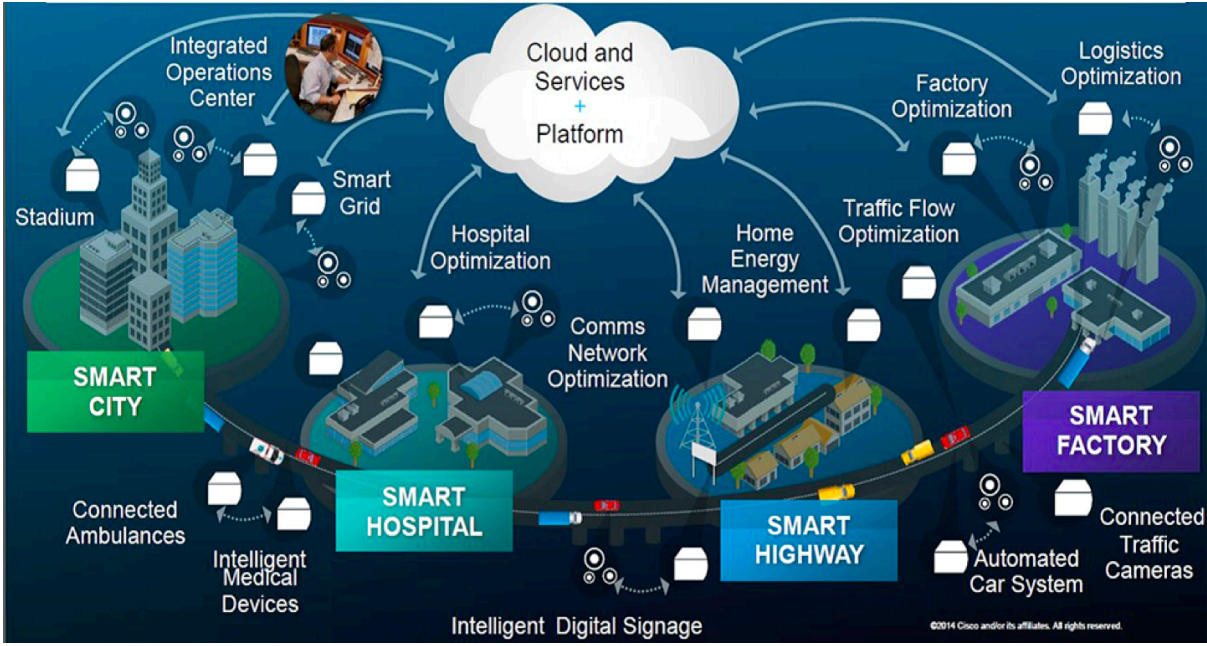 Integrated
Operations
Center
Cloud and
Services
+
Platform
Logistics
Optimization
Factory
Optimization
Stadium
Smart
Grid
Hospital
Optimization
Home
Energy
Management
Traffic Flow
Optimization
Comms
Network
Optimization
SMART
CITY
SMART
HOSPITAL
SMART
HIGHWAY
SMART
FACTORY
Connected
Ambulances
Intelligent
Medical
Devices
Intelligent Digital Signage
Automated
Car System
Connected
Traffic
Cameras
©2014 Cisco and/or its affiliates. All rights reserved.